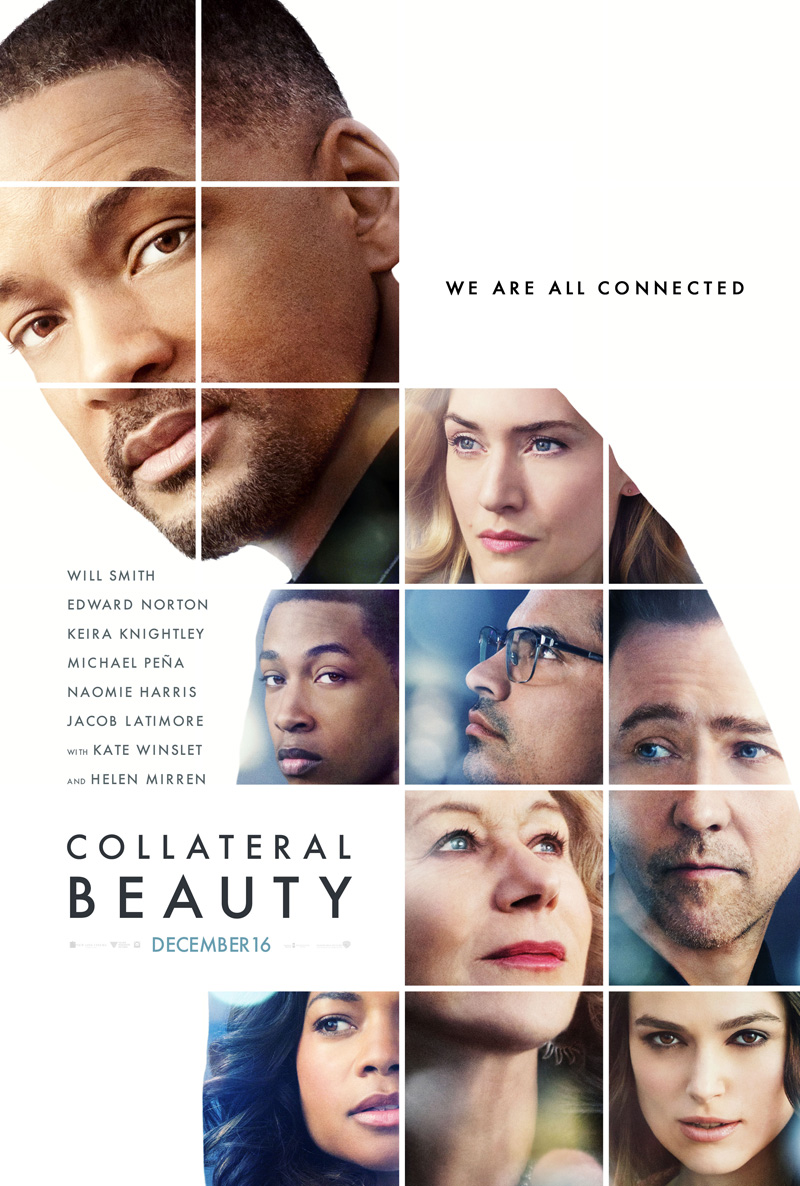 WE ARE ALL CONNECTED
WILL SMITH
EDWARD NORTON
KEIRA KNIGHTLEY
MICHAEL PEÑA
NAOMIE HARRIS
JACOB LATIMORE
WITH KATE WINSLET
AND HELEN MIRREN
COLLATERAL
BEAUTY
DECEMBER 16